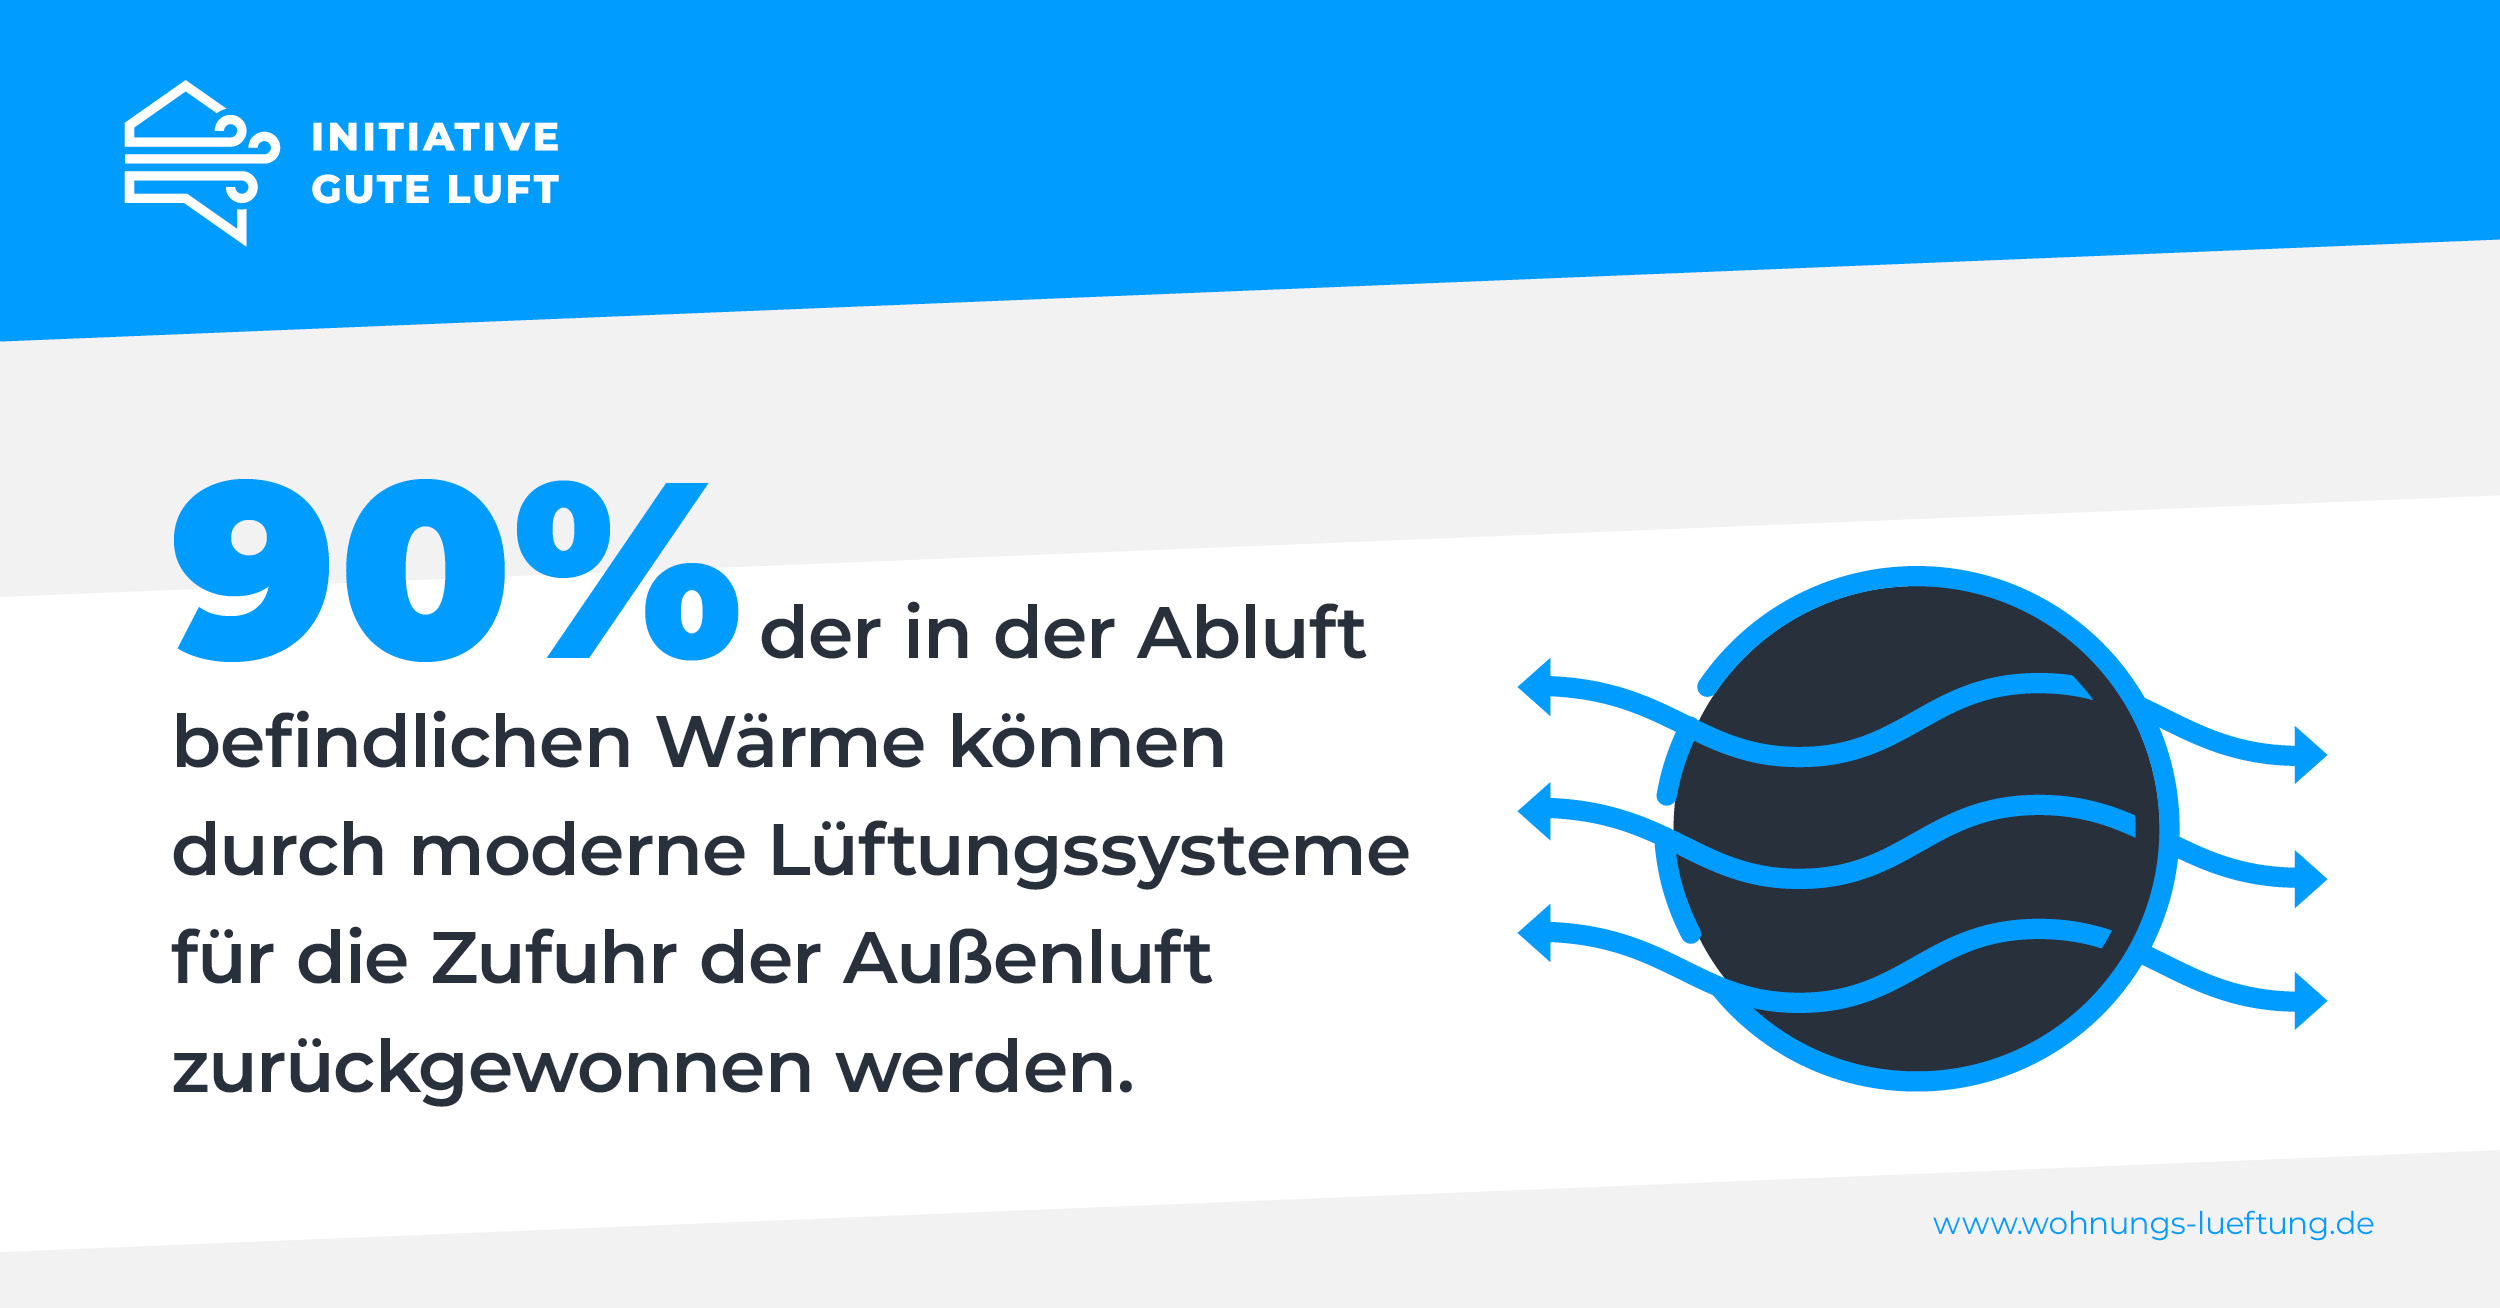 INITIATIVE
GUTE LUFT
90% der in der Abluft
befindlichen Wärme können
durch moderne Lüftungssysteme
für die Zufuhr der Außenluft
zurückgewonnen werden.
www.wohnungs-lueftung.de